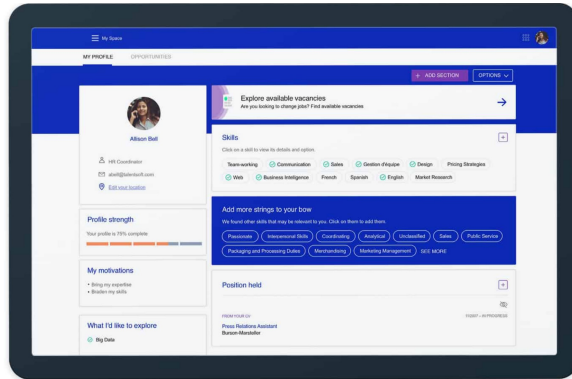 My Space
MY PROFILE OPPORTUNITIES
+ ADD SECTION OPTIONS
Explore available vacancies
Are you looking to change jobs? Find available vacancies
Allison Bell
HR Coordinator
abell@talentsoft.com
Edit your location
Skills
Click on a skill to view its details and option.
Team-working Communication Sales Gestion d'équipe Design Pricing Strategies
Web Business Intelligence French Spanish English Market Research
Profile strength
Your profile is 75% complete
Add more strings to your bow
We found other skills that may be relevant to you. Click on them to add them.
Passionate Interpersonal Skills Coordinating Analytical Unclassified Sales Public Service
Packaging and Processing Duties Merchandising Marketing Management SEE MORE
My motivations
• Bring my expertise
• Broaden my skills
Position held
FROM YOUR CV
Press Relations Assistant
Burson-Marsteller
What I'd like to explore
Big Data